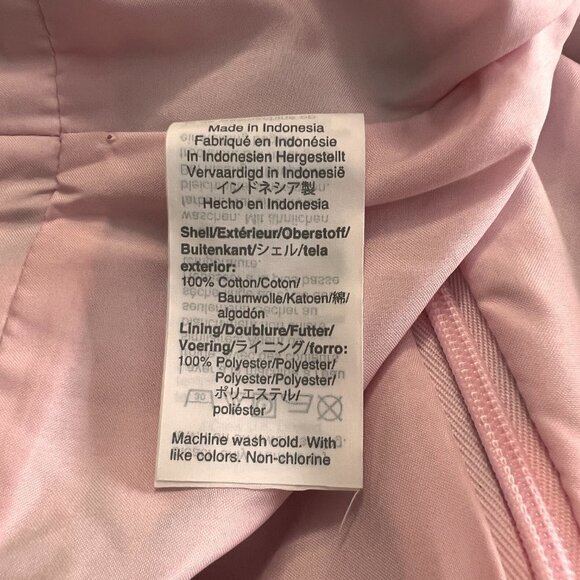 Made in Indonesia
Fabriqué en Indonésie
In Indonesien Hergestellt
Vervaardigd in Indonesië
インドネシア製
Hecho en Indonesia
Shell/Extérieur/Oberstoff/
Buitenkant/シェル/tela
exterior:
100% Cotton/Coton/
Baumwolle/Katoen/綿/
algodón
Lining/Doublure/Futter/
Voering/ライニング/forro:
100% Polyester/Polyester/
Polyester/Polyester/
ポリエステル/
poliéster
Machine wash cold. With
like colors. Non-chlorine